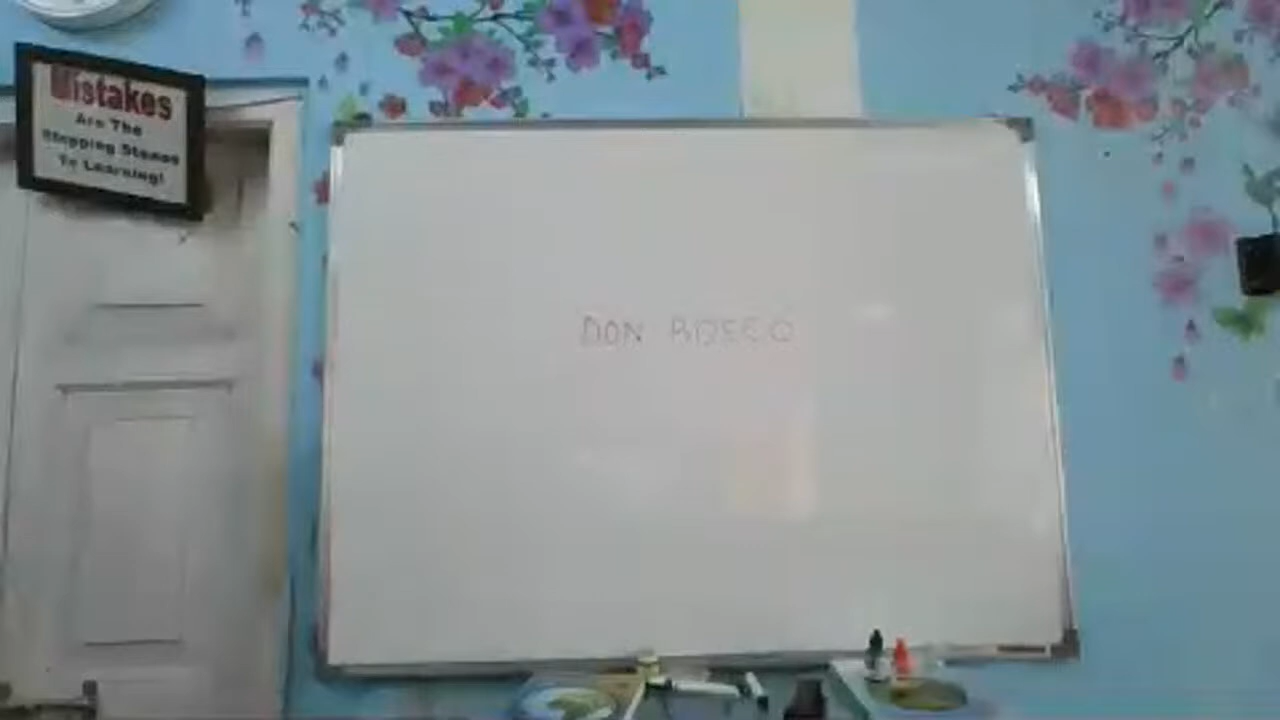 Mistakes
Are The
Stepping Stones
To Learning!
DON BOSCO